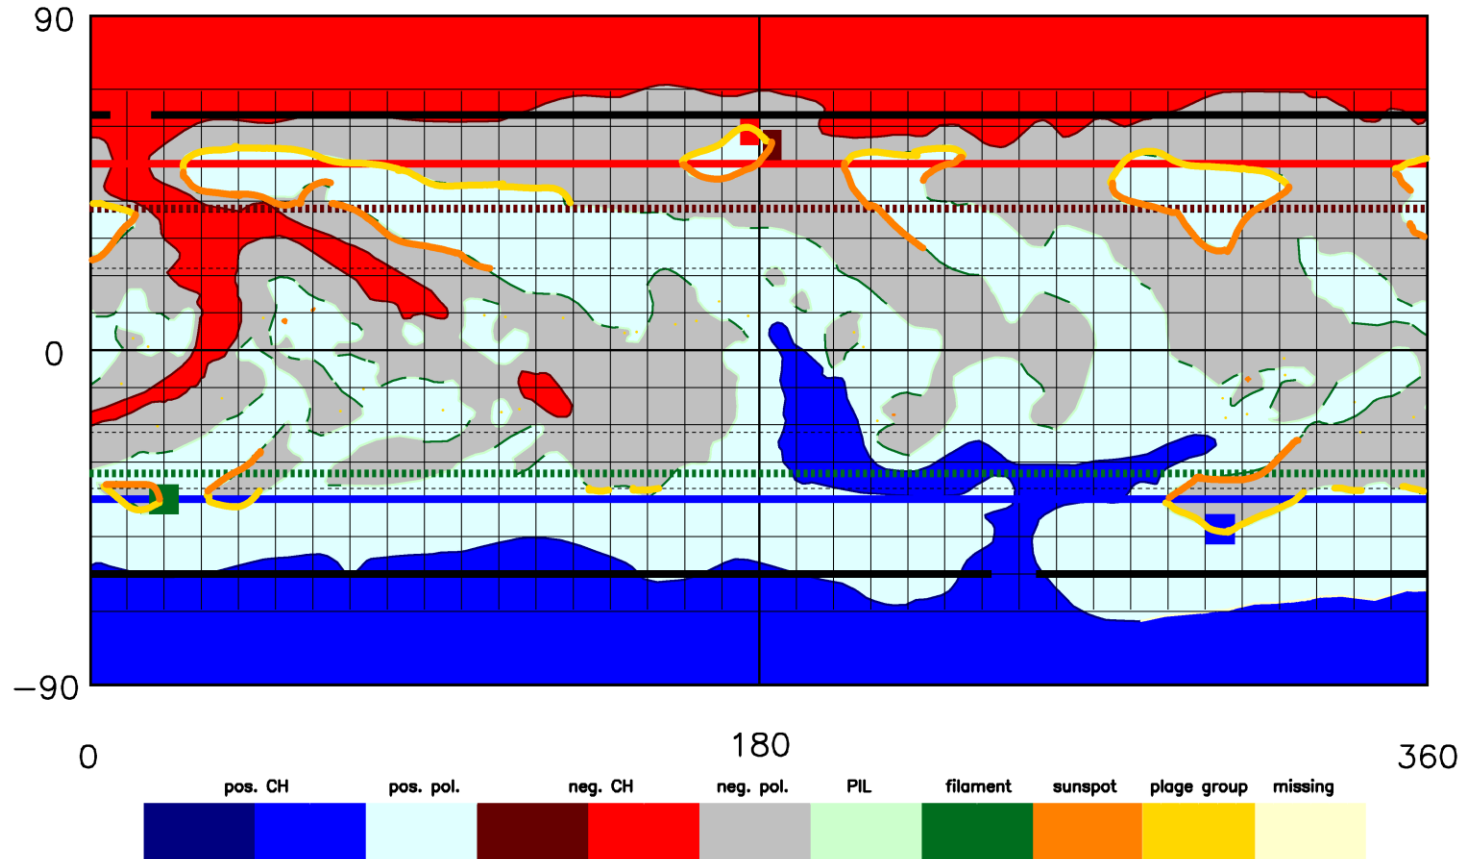 90
0
−90
0 180 360
pos. CH pos. pol. neg. CH neg. pol. PIL filament sunspot plage group missing